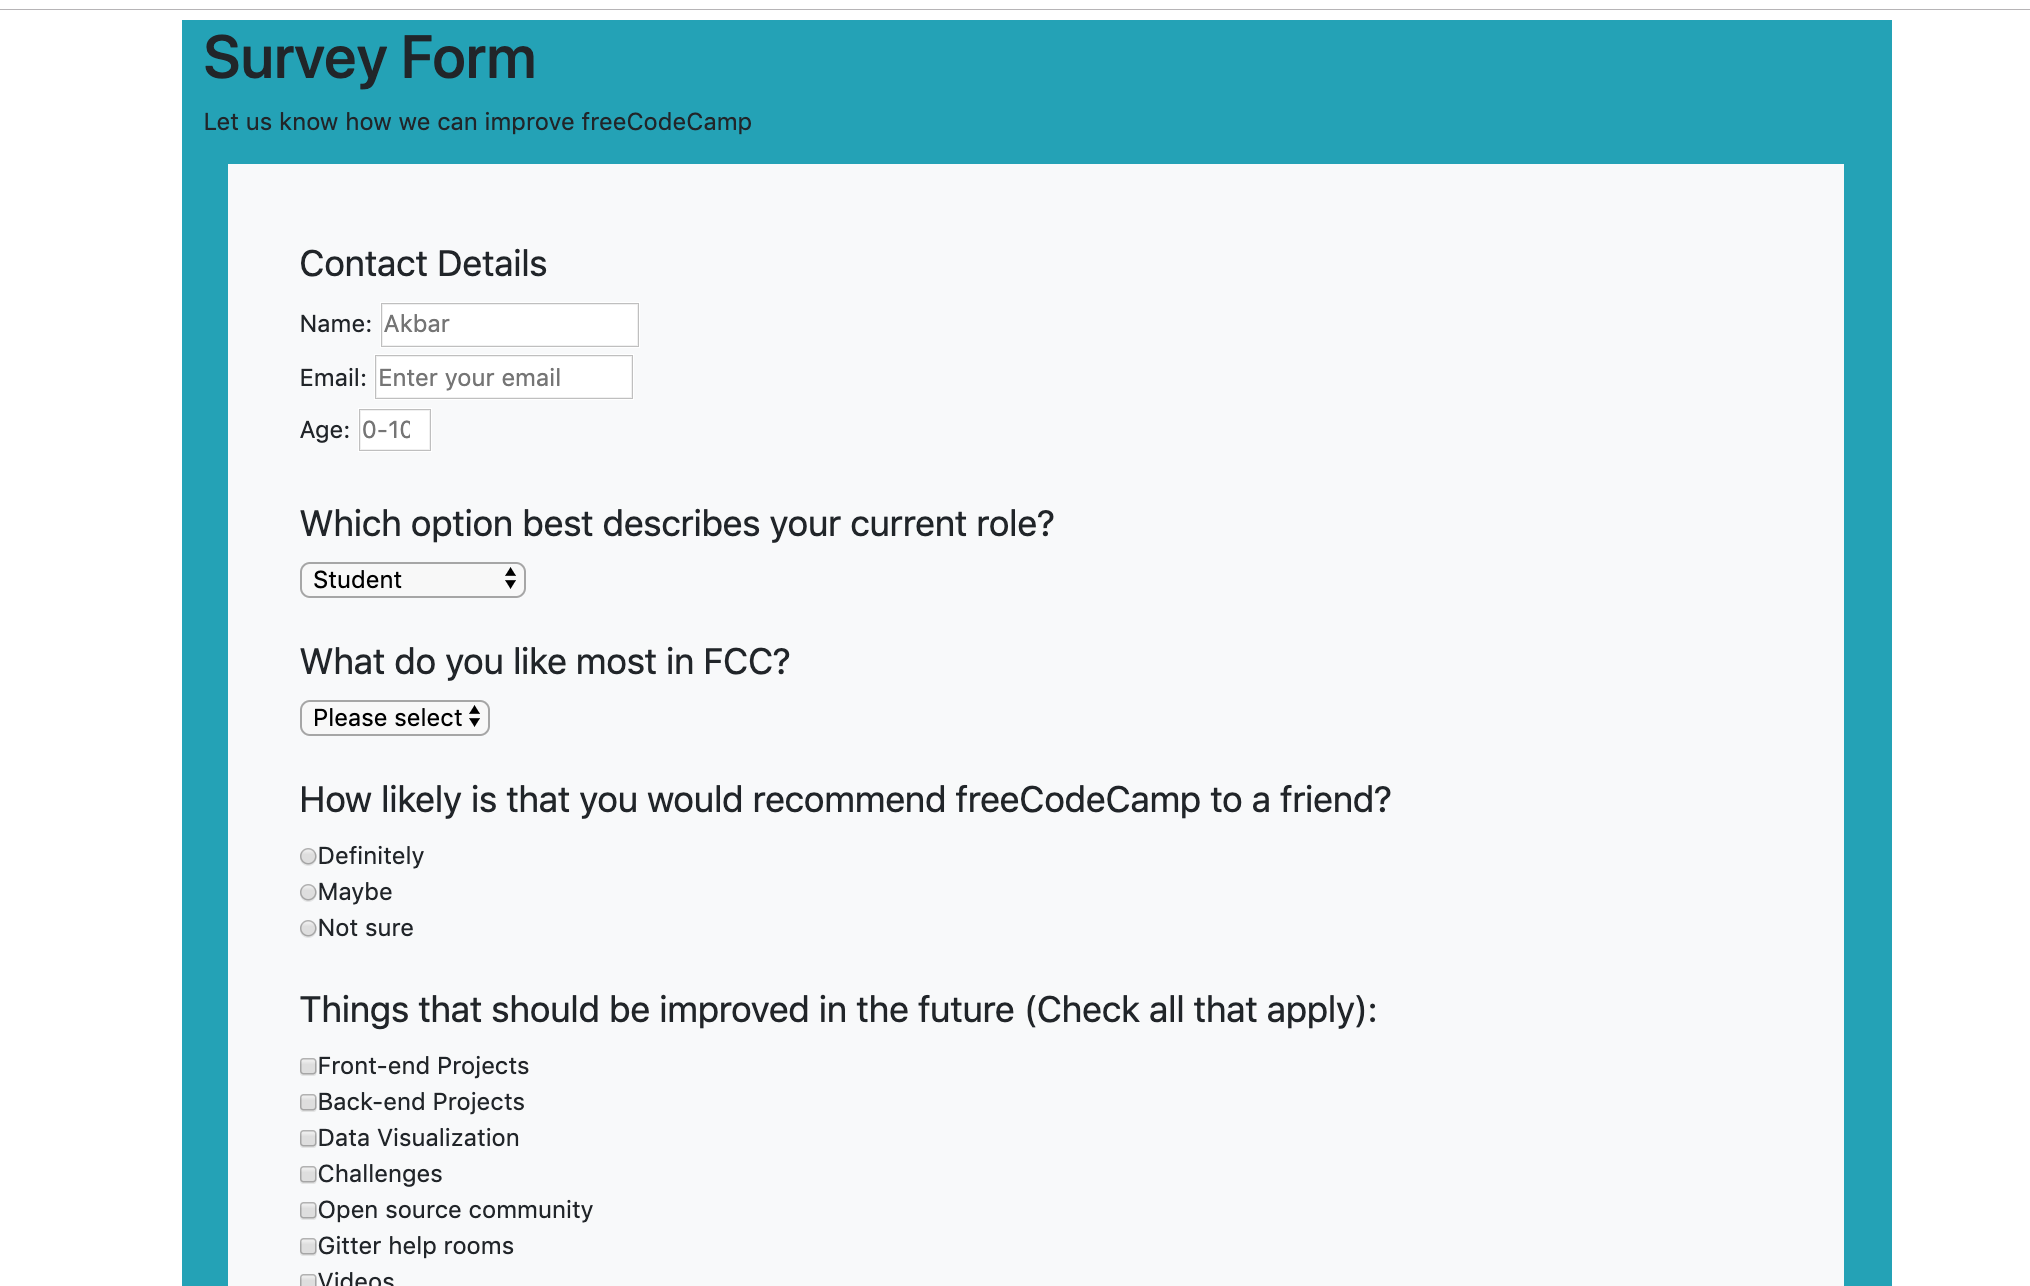 Survey Form
Let us know how we can improve freeCodeCamp
Contact Details
Name: Akbar
Email: Enter your email
Age: 0-10
Which option best describes your current role?
Student
What do you like most in FCC?
Please select
How likely is that you would recommend freeCodeCamp to a friend?
Definitely
Maybe
Not sure
Things that should be improved in the future (Check all that apply):
Front-end Projects
Back-end Projects
Data Visualization
Challenges
Open source community
Gitter help rooms
Videos